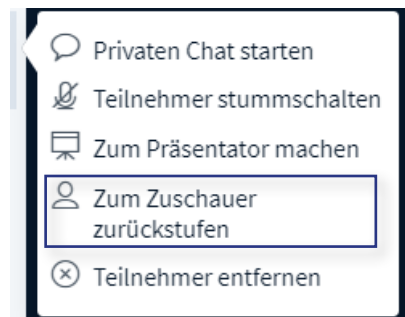 Privaten Chat starten
Teilnehmer stummschalten
Zum Präsentator machen
Zum Zuschauer
zurückstufen
Teilnehmer entfernen